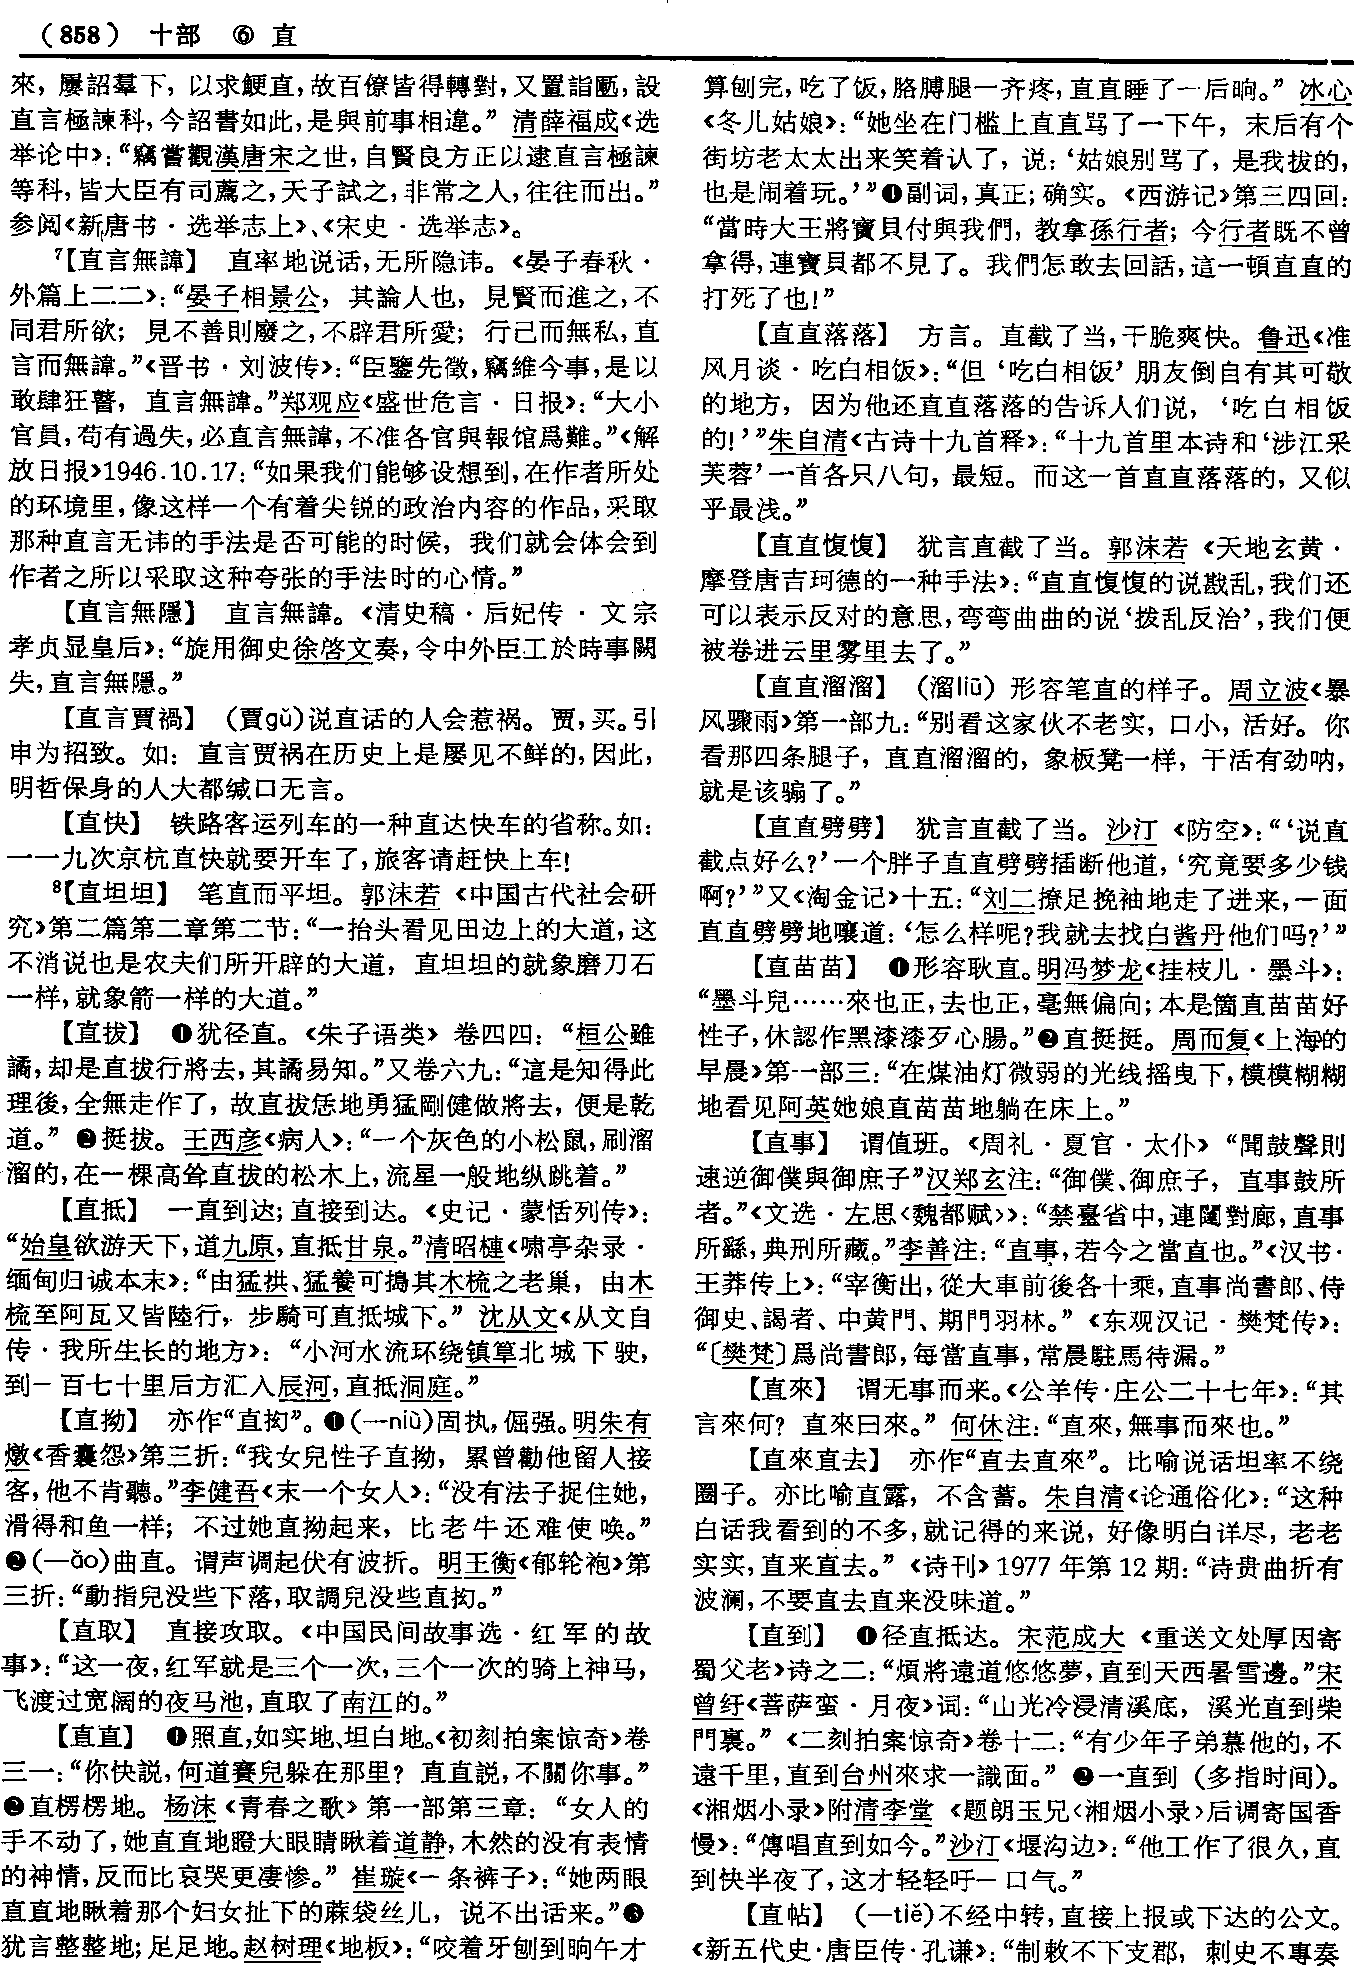 （858） 十部 ⑥ 直
來，屢詔羣下，以求鯁直，故百僚皆得轉對，又置詣匭，設
直言極諫科，今詔書如此，是與前事相違。” 清薛福成《选
举论中》：“竊嘗觀漢唐宋之世，自賢良方正以逮直言極諫
等科，皆大臣有司薦之，天子試之，非常之人，往往而出。”
参阅《新唐书·选举志上》、《宋史·选举志》。
⁷【直言無諱】 直率地说话，无所隐讳。《晏子春秋·
外篇上二二》：“晏子相景公，其論人也，見賢而進之，不
同君所欲；見不善則廢之，不辟君所愛；行己而無私，直
言而無諱。”《晋书·刘波传》：“臣鑒先徵，竊維今事，是以
敢肆狂瞽，直言無諱。”郑观应《盛世危言·日报》：“大小
官員，苟有過失，必直言無諱，不准各官與報馆爲難。”《解
放日报》1946.10.17：“如果我们能够设想到，在作者所处
的环境里，像这样一个有着尖锐的政治内容的作品，采取
那种直言无讳的手法是否可能的时候，我们就会体会到
作者之所以采取这种夸张的手法时的心情。”
【直言無隱】 直言無諱。《清史稿·后妃传·文宗
孝贞显皇后》：“旋用御史徐啓文奏，令中外臣工於時事闕
失，直言無隱。”
【直言賈禍】 （賈gǔ）说直话的人会惹祸。贾，买。引
申为招致。如：直言贾祸在历史上是屡见不鲜的，因此，
明哲保身的人大都缄口无言。
【直快】 铁路客运列车的一种直达快车的省称。如：
一一九次京杭直快就要开车了，旅客请赶快上车！
⁸【直坦坦】 笔直而平坦。郭沫若《中国古代社会研
究》第二篇第二章第二节：“一抬头看见田边上的大道，这
不消说也是农夫们所开辟的大道，直坦坦的就象磨刀石
一样，就象箭一样的大道。”
【直拔】 ❶犹径直。《朱子语类》卷四四：“桓公雖
譎，却是直拔行將去，其譎易知。”又卷六九：“這是知得此
理後，全無走作了，故直拔恁地勇猛剛健做將去，便是乾
道。” ❷挺拔。王西彦《病人》：“一个灰色的小松鼠，刷溜
溜的，在一棵高耸直拔的松木上，流星一般地纵跳着。”
【直抵】 一直到达；直接到达。《史记·蒙恬列传》：
“始皇欲游天下，道九原，直抵甘泉。”清昭槤《啸亭杂录·
缅甸归诚本末》：“由猛拱、猛養可搗其木梳之老巢，由木
梳至阿瓦又皆陸行，步騎可直抵城下。” 沈从文《从文自
传·我所生长的地方》：“小河水流环绕镇筸北城下驶，
到一百七十里后方汇入辰河，直抵洞庭。”
【直拗】 亦作“直抝”。❶（—niù）固执，倔强。明朱有
燉《香囊怨》第三折：“我女兒性子直拗，累曾勸他留人接
客，他不肯聽。”李健吾《末一个女人》：“没有法子捉住她，
滑得和鱼一样；不过她直拗起来，比老牛还难使唤。”
❷（—ǎo）曲直。谓声调起伏有波折。明王衡《郁轮袍》第
三折：“動指兒没些下落，取調兒没些直抝。”
【直取】 直接攻取。《中国民间故事选·红军的故
事》：“这一夜，红军就是三个一次，三个一次的骑上神马，
飞渡过宽阔的夜马池，直取了南江的。”
【直直】 ❶照直，如实地、坦白地。《初刻拍案惊奇》卷
三一：“你快説，何道賽兒躲在那里？直直説，不關你事。”
❷直楞楞地。杨沫《青春之歌》第一部第三章：“女人的
手不动了，她直直地瞪大眼睛瞅着道静，木然的没有表情
的神情，反而比哀哭更凄惨。”崔璇《一条裤子》：“她两眼
直直地瞅着那个妇女扯下的蔴袋丝儿，说不出话来。”❸
犹言整整地；足足地。赵树理《地板》：“咬着牙刨到晌午才
算刨完，吃了饭，胳膊腿一齐疼，直直睡了一后晌。” 冰心
《冬儿姑娘》：“她坐在门槛上直直骂了一下午，末后有个
街坊老太太出来笑着认了，说：‘姑娘别骂了，是我拔的，
也是闹着玩。’”❹副词，真正；确实。《西游记》第三四回：
“當時大王將寶貝付與我們，教拿孫行者；今行者既不曾
拿得，連寶貝都不見了。我們怎敢去回話，這一頓直直的
打死了也！”
【直直落落】 方言。直截了当，干脆爽快。鲁迅《准
风月谈·吃白相饭》：“但‘吃白相饭’朋友倒自有其可敬
的地方，因为他还直直落落的告诉人们说，‘吃白相饭
的！’”朱自清《古诗十九首释》：“十九首里本诗和‘涉江采
芙蓉’一首各只八句，最短。而这一首直直落落的，又似
乎最浅。”
【直直愎愎】 犹言直截了当。郭沫若《天地玄黄·
摩登唐吉珂德的一种手法》：“直直愎愎的说戡乱，我们还
可以表示反对的意思，弯弯曲曲的说‘拨乱反治’，我们便
被卷进云里雾里去了。”
【直直溜溜】 （溜liū）形容笔直的样子。周立波《暴
风骤雨》第一部九：“别看这家伙不老实，口小，活好。你
看那四条腿子，直直溜溜的，象板凳一样，干活有劲呐，
就是该骟了。”
【直直劈劈】 犹言直截了当。沙汀《防空》：“‘说直
截点好么？’一个胖子直直劈劈插断他道，‘究竟要多少钱
啊？’”又《淘金记》十五：“刘二撩足挽袖地走了进来，一面
直直劈劈地嚷道：‘怎么样呢？我就去找白酱丹他们吗？’”
【直苗苗】 ❶形容耿直。明冯梦龙《挂枝儿·墨斗》：
“墨斗兒……來也正，去也正，毫無偏向；本是箇直苗苗好
性子，休認作黑漆漆歹心腸。”❷直挺挺。周而复《上海的
早晨》第一部三：“在煤油灯微弱的光线摇曳下，模模糊糊
地看见阿英她娘直苗苗地躺在床上。”
【直事】 谓值班。《周礼·夏官·太仆》“聞鼓聲則
速逆御僕與御庶子”汉郑玄注：“御僕、御庶子，直事鼓所
者。”《文选·左思〈魏都赋〉》：“禁臺省中，連闥對廊，直事
所繇，典刑所藏。”李善注：“直事，若今之當直也。”《汉书·
王莽传上》：“宰衡出，從大車前後各十乘，直事尚書郎、侍
御史、謁者、中黄門、期門羽林。”《东观汉记·樊梵传》：
“〔樊梵〕爲尚書郎，每當直事，常晨駐馬待漏。”
【直來】 谓无事而来。《公羊传·庄公二十七年》：“其
言來何？直來曰來。” 何休注：“直來，無事而來也。”
【直來直去】 亦作“直去直來”。比喻说话坦率不绕
圈子。亦比喻直露，不含蓄。朱自清《论通俗化》：“这种
白话我看到的不多，就记得的来说，好像明白详尽，老老
实实，直来直去。”《诗刊》1977年第12期：“诗贵曲折有
波澜，不要直去直来没味道。”
【直到】 ❶径直抵达。宋范成大《重送文处厚因寄
蜀父老》诗之二：“煩將遠道悠悠夢，直到天西暑雪邊。”宋
曾纡《菩萨蛮·月夜》词：“山光冷浸清溪底，溪光直到柴
門裏。”《二刻拍案惊奇》卷十二：“有少年子弟慕他的，不
遠千里，直到台州來求一識面。” ❷一直到（多指时间）。
《湘烟小录》附清李堂《题朗玉兄〈湘烟小录〉后调寄国香
慢》：“傳唱直到如今。”沙汀《堰沟边》：“他工作了很久，直
到快半夜了，这才轻轻吁一口气。”
【直帖】 （—tiě）不经中转，直接上报或下达的公文。
《新五代史·唐臣传·孔谦》：“制敕不下支郡，刺史不專奏